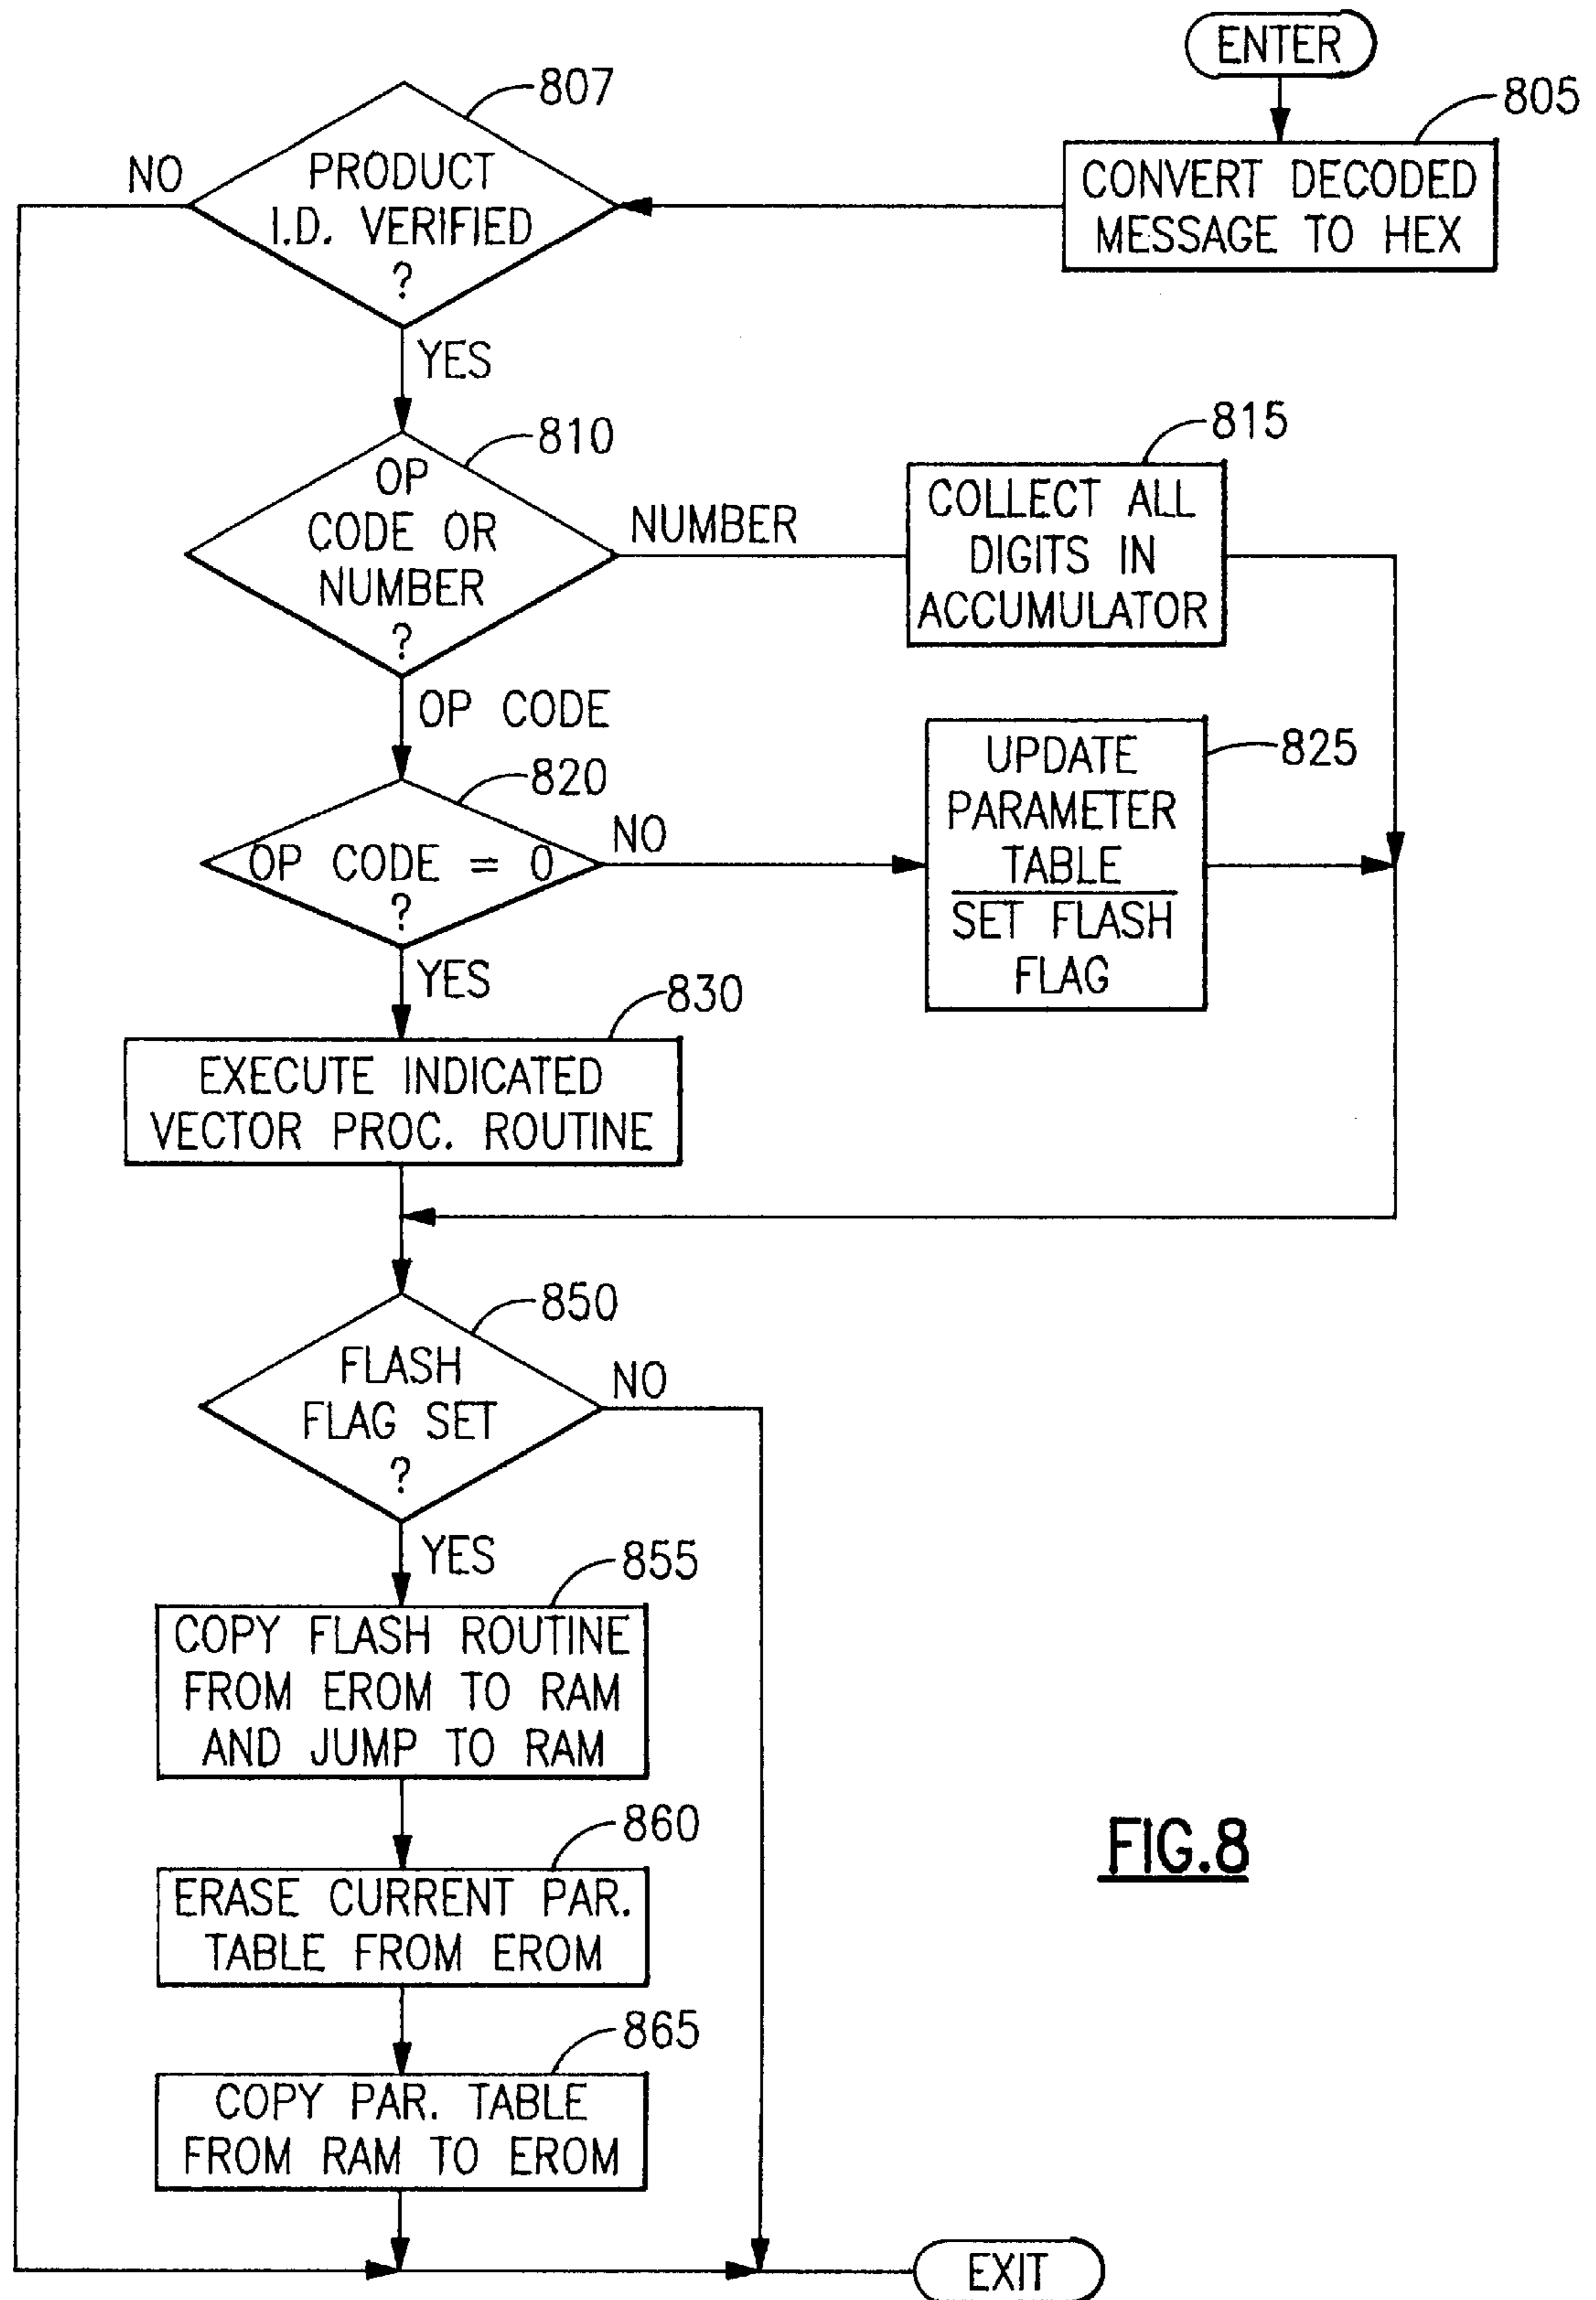 ENTER
805
CONVERT DECODED
MESSAGE TO HEX
807
PRODUCT
I.D. VERIFIED
?
NO
YES
810
OP
CODE OR
NUMBER
?
NUMBER
815
COLLECT ALL
DIGITS IN
ACCUMULATOR
OP CODE
820
OP CODE = 0
?
NO
825
UPDATE
PARAMETER
TABLE
SET FLASH
FLAG
YES
830
EXECUTE INDICATED
VECTOR PROC. ROUTINE
850
FLASH
FLAG SET
?
NO
YES
855
COPY FLASH ROUTINE
FROM EROM TO RAM
AND JUMP TO RAM
860
ERASE CURRENT PAR.
TABLE FROM EROM
865
COPY PAR. TABLE
FROM RAM TO EROM
EXIT
FIG.8